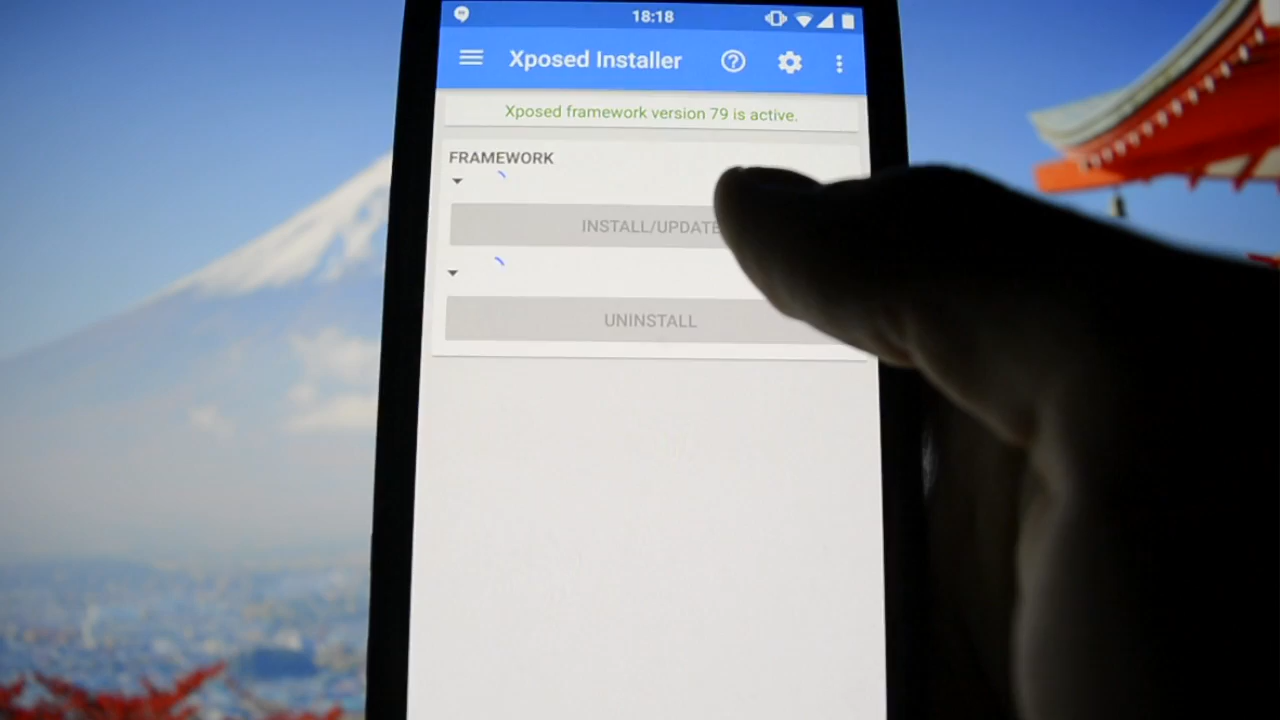 18:18
Xposed Installer
Xposed framework version 79 is active.
FRAMEWORK
INSTALL/UPDATE
UNINSTALL